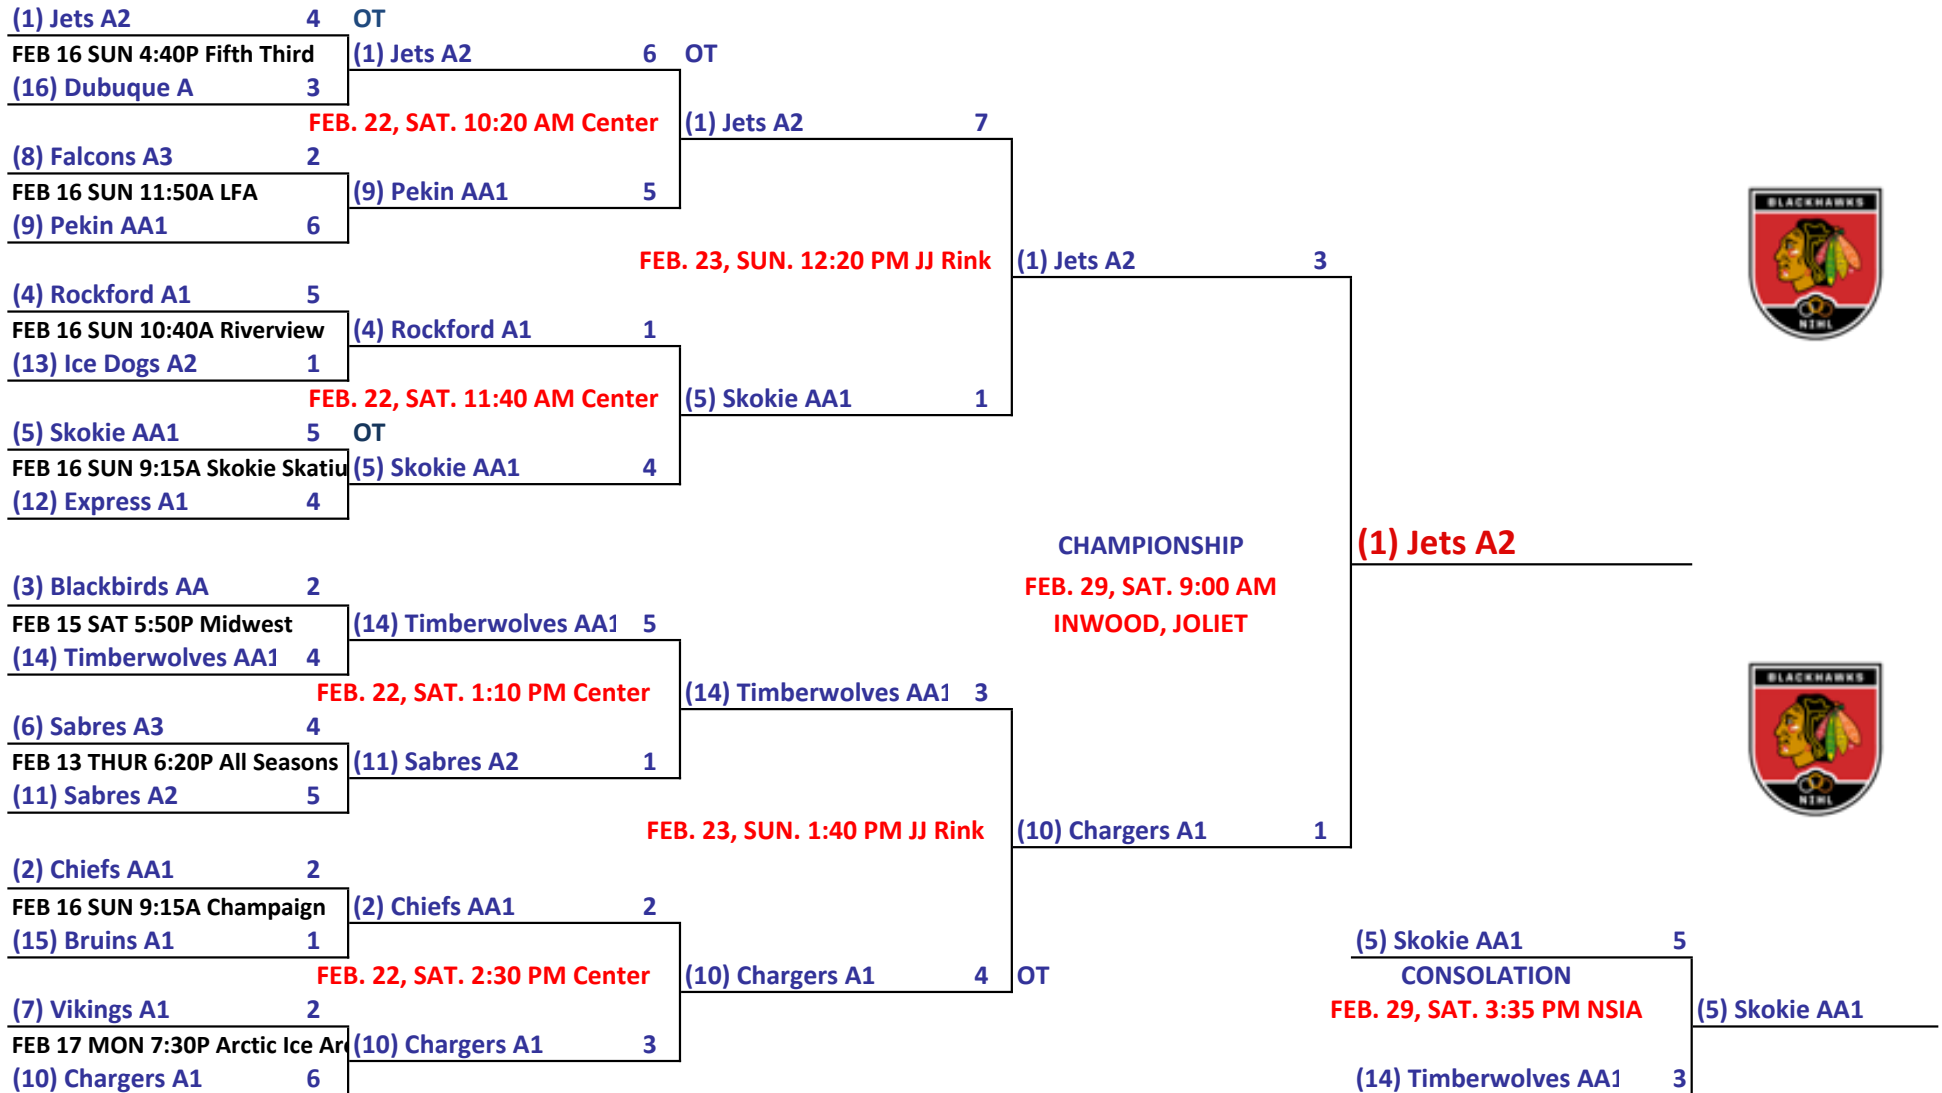 (1) Jets A2 4 OT
FEB 16 SUN 4:40P Fifth Third (1) Jets A2 6 OT
(16) Dubuque A 3
FEB. 22, SAT. 10:20 AM Center (1) Jets A2 7
(8) Falcons A3 2
FEB 16 SUN 11:50A LFA (9) Pekin AA1 5
BLACKHAWKS
(9) Pekin AA1 6
FEB. 23, SUN. 12:20 PM JJ Rink (1) Jets A2 3
(4) Rockford A1 5
FEB 16 SUN 10:40A Riverview (4) Rockford A1 1
NIHL
(13) Ice Dogs A2 1
FEB. 22, SAT. 11:40 AM Center (5) Skokie AA1 1
(5) Skokie AA1 5 OT
FEB 16 SUN 9:15A Skokie Skatiu (5) Skokie AA1 4
(12) Express A1 4
CHAMPIONSHIP (1) Jets A2
(3) Blackbirds AA 2 FEB. 29, SAT. 9:00 AM
FEB 15 SAT 5:50P Midwest (14) Timberwolves AA1 5 INWOOD, JOLIET
(14) Timberwolves AA1 4
BLACKHAWKS
FEB. 22, SAT. 1:10 PM Center (14) Timberwolves AA1 3
(6) Sabres A3 4
FEB 13 THUR 6:20P All Seasons (11) Sabres A2 1
(11) Sabres A2 5
NIHL
FEB. 23, SUN. 1:40 PM JJ Rink (10) Chargers A1 1
(2) Chiefs AA1 2
FEB 16 SUN 9:15A Champaign (2) Chiefs AA1 2
(15) Bruins A1 1 (5) Skokie AA1 5
FEB. 22, SAT. 2:30 PM Center (10) Chargers A1 4 OT CONSOLATION
(7) Vikings A1 2 FEB. 29, SAT. 3:35 PM NSIA (5) Skokie AA1
FEB 17 MON 7:30P Arctic Ice Are (10) Chargers A1 3
(10) Chargers A1 6 (14) Timberwolves AA1 3